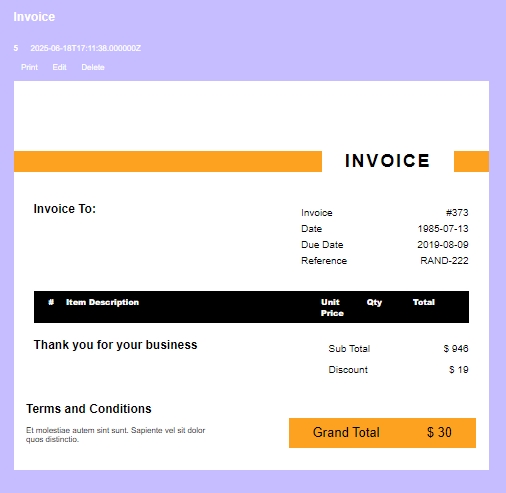 Invoice
5 2025-06-18T17:11:38.000000Z
Print Edit Delete
INVOICE
Invoice To:
Invoice #373
Date 1985-07-13
Due Date 2019-08-09
Reference RAND-222
# Item Description Unit Price Qty Total
Thank you for your business
Sub Total $ 946
Discount $ 19
Terms and Conditions
Et molestiae autem sint sunt. Sapiente vel sit dolor
quos distinctio.
Grand Total $ 30